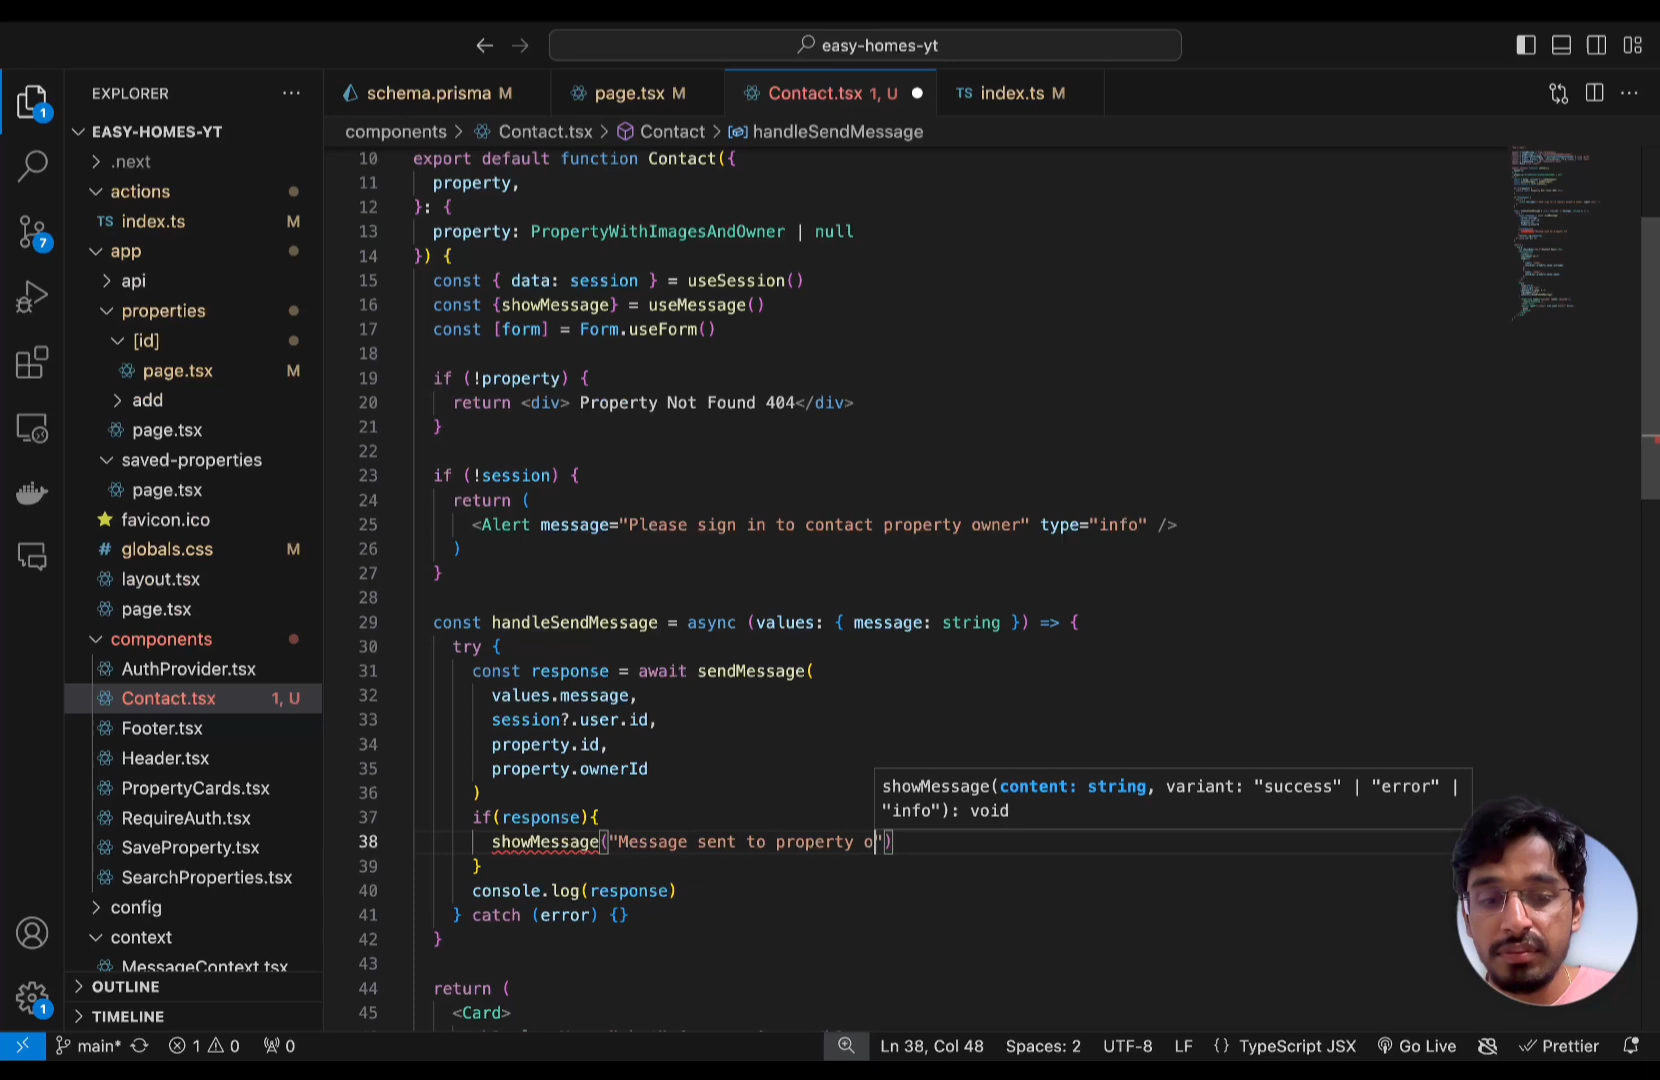 easy-homes-yt
EXPLORER
schema.prisma M
page.tsx M
Contact.tsx 1, U
TS index.ts M
EASY-HOMES-YT
components > Contact.tsx > Contact > handleSendMessage
.next
actions
TS index.ts M
app
api
properties
[id]
page.tsx M
add
page.tsx
saved-properties
page.tsx
favicon.ico
# globals.css M
layout.tsx
page.tsx
components
AuthProvider.tsx
Contact.tsx 1, U
Footer.tsx
Header.tsx
PropertyCards.tsx
RequireAuth.tsx
SaveProperty.tsx
SearchProperties.tsx
config
context
MessageContext.tsx
OUTLINE
TIMELINE
1
7
1
10 export default function Contact({
11 property,
12 }: {
13 property: PropertyWithImagesAndOwner | null
14 }) {
15 const { data: session } = useSession()
16 const {showMessage} = useMessage()
17 const [form] = Form.useForm()
18
19 if (!property) {
20 return <div> Property Not Found 404</div>
21 }
22
23 if (!session) {
24 return (
25 <Alert message="Please sign in to contact property owner" type="info" />
26 )
27 }
28
29 const handleSendMessage = async (values: { message: string }) => {
30 try {
31 const response = await sendMessage(
32 values.message,
33 session?.user.id,
34 property.id,
35 property.ownerId
36 )
37 if(response){
38 showMessage("Message sent to property o")
39 }
40 console.log(response)
41 } catch (error) {}
42 }
43
44 return (
45 <Card>
showMessage(content: string, variant: "success" | "error" |
"info"): void
main* 1 0 0 Ln 38, Col 48 Spaces: 2 UTF-8 LF {} TypeScript JSX Go Live Prettier